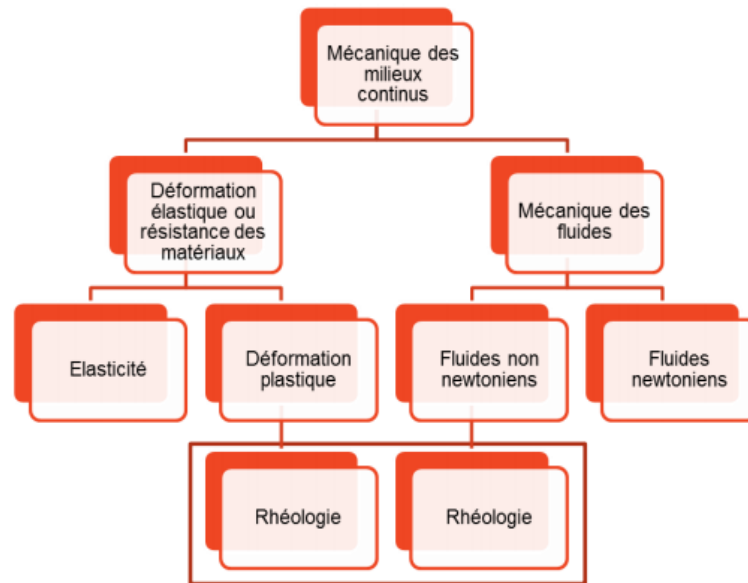 Mécanique des
milieux
continus
Déformation
élastique ou
résistance des
matériaux
Mécanique des
fluides
Elasticité
Déformation
plastique
Fluides non
newtoniens
Fluides
newtoniens
Rhéologie
Rhéologie